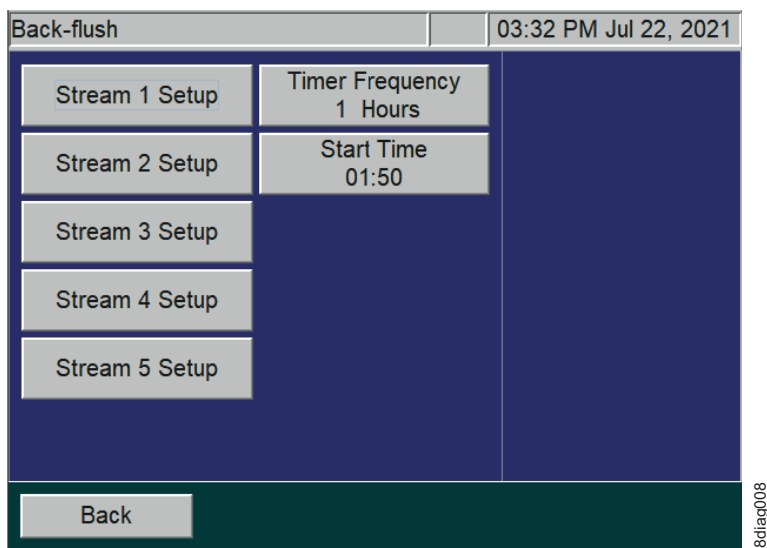 Back-flush
03:32 PM Jul 22, 2021
Stream 1 Setup
Timer Frequency
1 Hours
Stream 2 Setup
Start Time
01:50
Stream 3 Setup
Stream 4 Setup
Stream 5 Setup
Back
8diag008